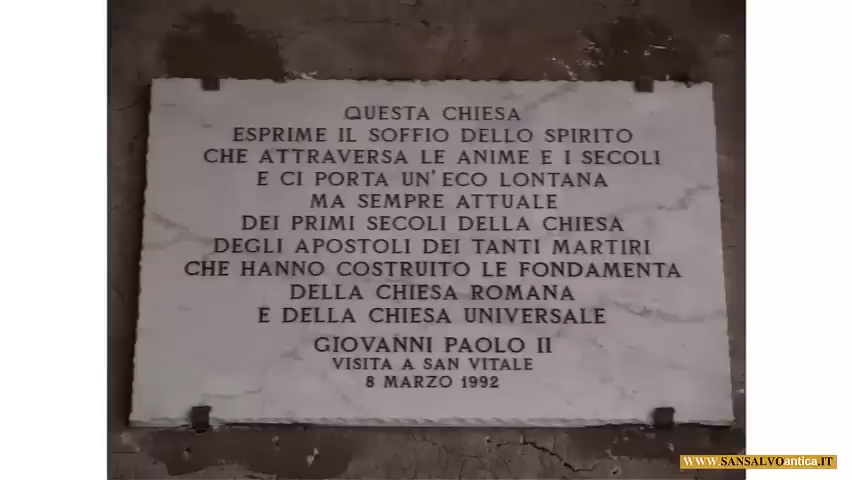 QUESTA CHIESA
ESPRIME IL SOFFIO DELLO SPIRITO
CHE ATTRAVERSA LE ANIME E I SECOLI
E CI PORTA UN'ECO LONTANA
MA SEMPRE ATTUALE
DEI PRIMI SECOLI DELLA CHIESA
DEGLI APOSTOLI DEI TANTI MARTIRI
CHE HANNO COSTRUITO LE FONDAMENTA
DELLA CHIESA ROMANA
E DELLA CHIESA UNIVERSALE
GIOVANNI PAOLO II
VISITA A SAN VITALE
8 MARZO 1992
WWW.SANSALVOantica.IT